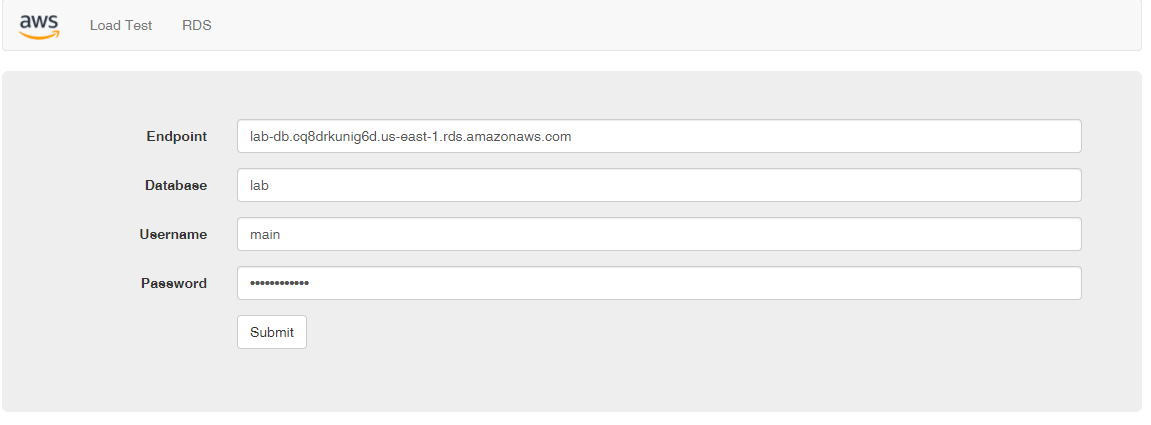 aws Load Test RDS
Endpoint lab-db.cq8drkunig6d.us-east-1.rds.amazonaws.com
Database lab
Username main
Password ••••••••••••
Submit